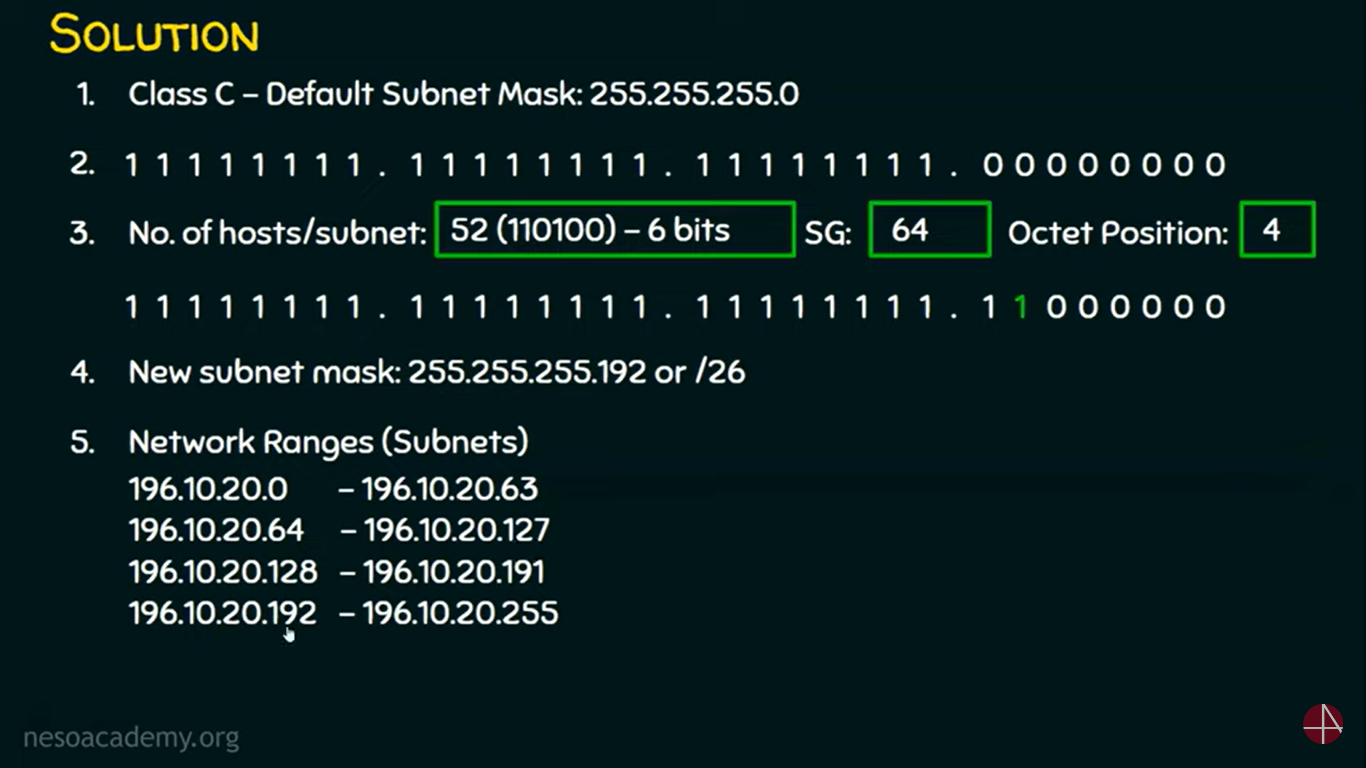 SOLUTION
1. Class C – Default Subnet Mask: 255.255.255.0
2. 1 1 1 1 1 1 1 1 . 1 1 1 1 1 1 1 1 . 1 1 1 1 1 1 1 1 . 0 0 0 0 0 0 0 0
3. No. of hosts/subnet: 52 (110100) – 6 bits SG: 64 Octet Position: 4
1 1 1 1 1 1 1 1 . 1 1 1 1 1 1 1 1 . 1 1 1 1 1 1 1 1 . 1 1 0 0 0 0 0 0
4. New subnet mask: 255.255.255.192 or /26
5. Network Ranges (Subnets)
196.10.20.0 – 196.10.20.63
196.10.20.64 – 196.10.20.127
196.10.20.128 – 196.10.20.191
196.10.20.192 – 196.10.20.255
nesoacademy.org